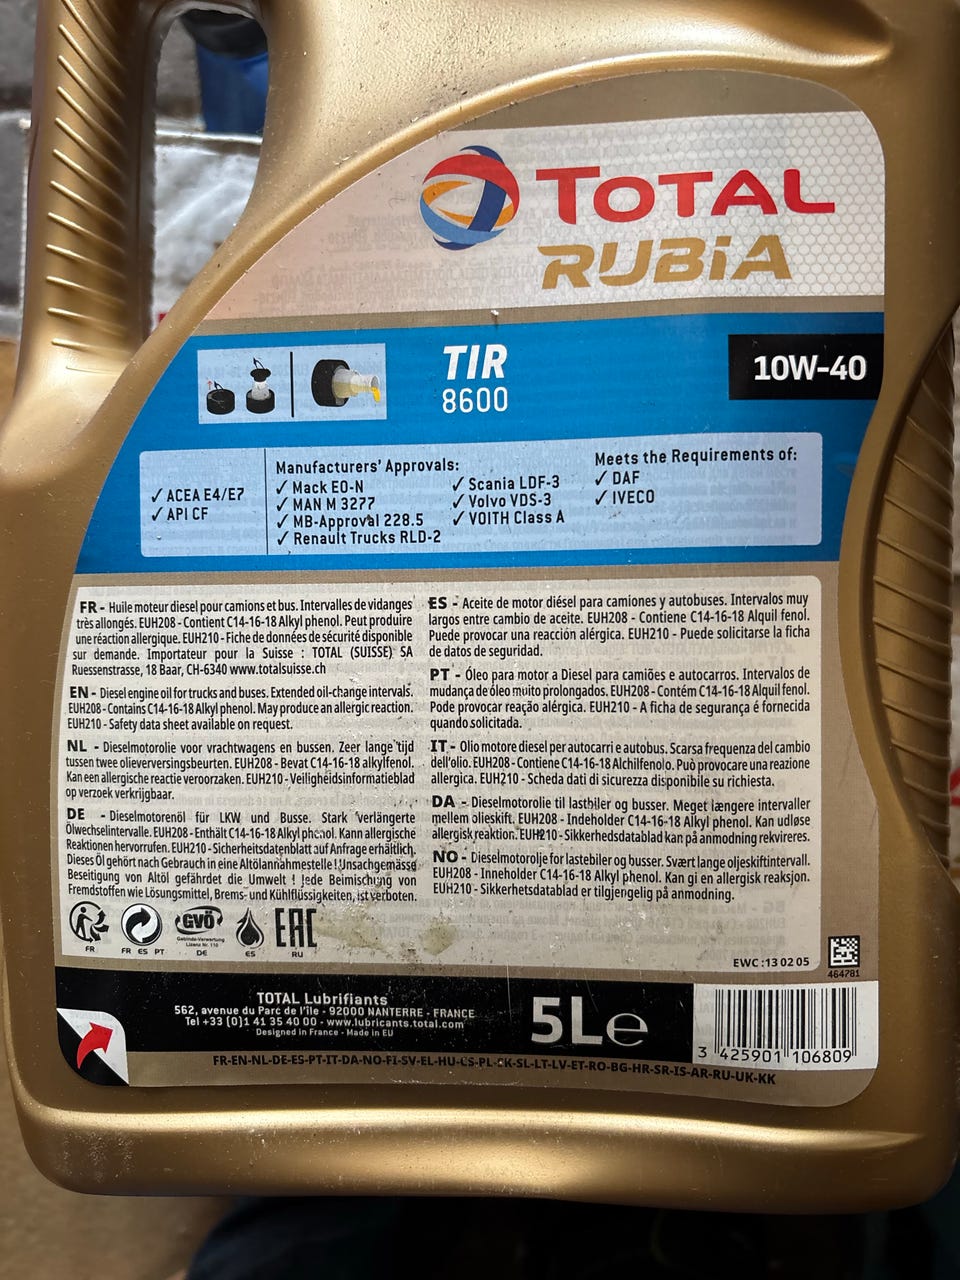 TOTAL
RUBiA
TIR
8600
10W-40
✓ ACEA E4/E7
✓ API CF
Manufacturers' Approvals:
✓ Mack EO-N
✓ MAN M 3277
✓ MB-Approval 228.5
✓ Renault Trucks RLD-2
✓ Scania LDF-3
✓ Volvo VDS-3
✓ VOITH Class A
Meets the Requirements of:
✓ DAF
✓ IVECO
FR - Huile moteur diesel pour camions et bus. Intervalles de vidanges
très allongés. EUH208 - Contient C14-16-18 Alkyl phenol. Peut produire
une réaction allergique. EUH210 - Fiche de données de sécurité disponible
sur demande. Importateur pour la Suisse : TOTAL (SUISSE) SA
Ruessenstrasse, 18 Baar, CH-6340 www.totalsuisse.ch
EN - Diesel engine oil for trucks and buses. Extended oil-change intervals.
EUH208 - Contains C14-16-18 Alkyl phenol. May produce an allergic reaction.
EUH210 - Safety data sheet available on request.
NL - Dieselmotorolie voor vrachtwagens en bussen. Zeer lange tijd
tussen twee olieverversingsbeurten. EUH208 - Bevat C14-16-18 alkylfenol.
Kan een allergische reactie veroorzaken. EUH210 - Veiligheidsinformatieblad
op verzoek verkrijgbaar.
DE - Dieselmotorenöl für LKW und Busse. Stark verlängerte
Ölwechselintervalle. EUH208 - Enthält C14-16-18 Alkyl phenol. Kann allergische
Reaktionen hervorrufen. EUH210 - Sicherheitsdatenblatt auf Anfrage erhältlich.
Dieses Öl gehört nach Gebrauch in eine Altölannahmestelle ! Unsachgemässe
Beseitigung von Altöl gefährdet die Umwelt ! Jede Beimischung von
Fremdstoffen wie Lösungsmittel, Brems- und Kühlflüssigkeiten, ist verboten.
ES - Aceite de motor diésel para camiones y autobuses. Intervalos muy
largos entre cambio de aceite. EUH208 - Contiene C14-16-18 Alquil fenol.
Puede provocar una reacción alérgica. EUH210 - Puede solicitarse la ficha
de datos de seguridad.
PT - Óleo para motor a Diesel para camiões e autocarros. Intervalos de
mudança de óleo muito prolongados. EUH208 - Contém C14-16-18 Alquil fenol.
Pode provocar reação alérgica. EUH210 - A ficha de segurança é fornecida
quando solicitada.
IT - Olio motore diesel per autocarri e autobus. Scarsa frequenza del cambio
dell'olio. EUH208 - Contiene C14-16-18 Alchilfenolo. Può provocare una reazione
allergica. EUH210 - Scheda dati di sicurezza disponibile su richiesta.
DA - Dieselmotorolie til lastbiler og busser. Meget længere intervaller
mellem olieskift. EUH208 - Indeholder C14-16-18 Alkyl phenol. Kan udløse
allergisk reaktion. EUH210 - Sikkerhedsdatablad kan på anmodning rekvireres.
NO - Dieselmotorolje for lastebiler og busser. Svært lange oljeskiftintervall.
EUH208 - Inneholder C14-16-18 Alkyl phenol. Kan gi en allergisk reaksjon.
EUH210 - Sikkerhetsdatablad er tilgjengelig på anmodning.
FR
FR ES PT
GVÖ
Gebinde-Verwertung
Lizenz Nr. 110
DE
ES
EAC
RU
EWC : 13 02 05
464781
TOTAL Lubrifiants
562, avenue du Parc de l'île - 92000 NANTERRE - FRANCE
Tel +33 (0)1 41 35 40 00 - www.lubricants.total.com
Designed in France - Made in EU
5Le
3 425901 106809
FR-EN-NL-DE-ES-PT-IT-DA-NO-FI-SV-EL-HU-CS-PL-SK-SL-LT-LV-ET-RO-BG-HR-SR-IS-AR-RU-UK-KK